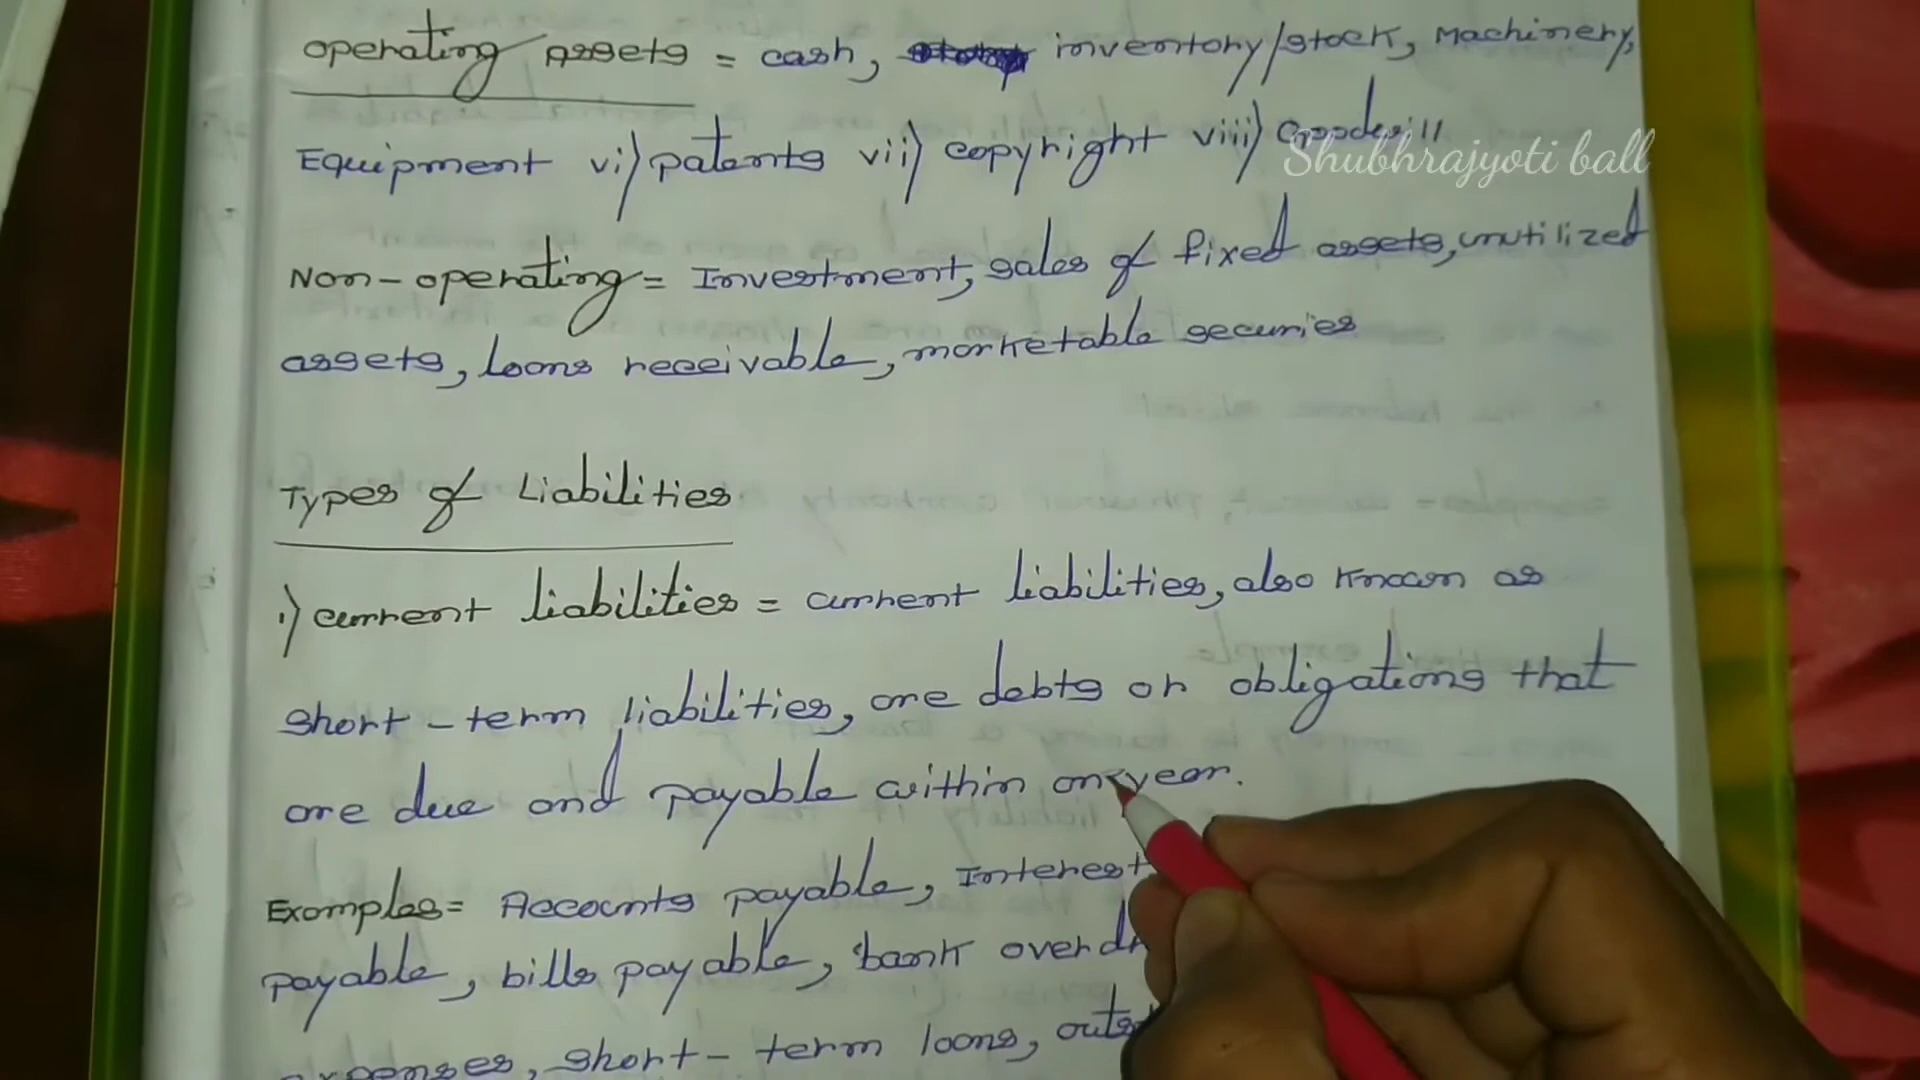 Operating Assets = cash, inventory/stock, Machinery,
Equipment vi) patents vii) copyright viii) Goodwill
Shubhrajyoti ball
Non-operating = Investment, sales of fixed assets, unutilized
assets, loans receivable, marketable securies
Types of Liabilities
i) current liabilities = current liabilities, also known as
short-term liabilities, are debts or obligations that
are due and payable within one year.
Examples = Accounts payable, Interest
payable, bills payable, bank overdr
expenses, short-term loans, outs